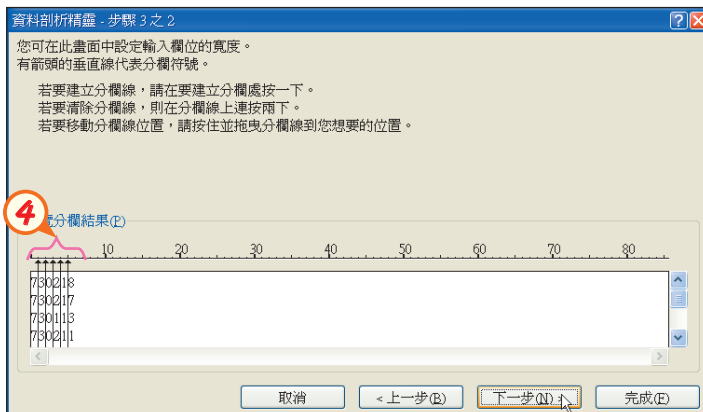 資料剖析精靈 - 步驟 3 之 2
您可在此畫面中設定輸入欄位的寬度。
有箭頭的垂直線代表分欄符號。
若要建立分欄線，請在要建立分欄處按一下。
若要清除分欄線，則在分欄線上連按兩下。
若要移動分欄線位置，請按住並拖曳分欄線到您想要的位置。
4
分欄結果(P)
10 20 30 40 50 60 70 80
730218
730217
730113
730211
取消 <上一步(B) 下一步(N)> 完成(F)